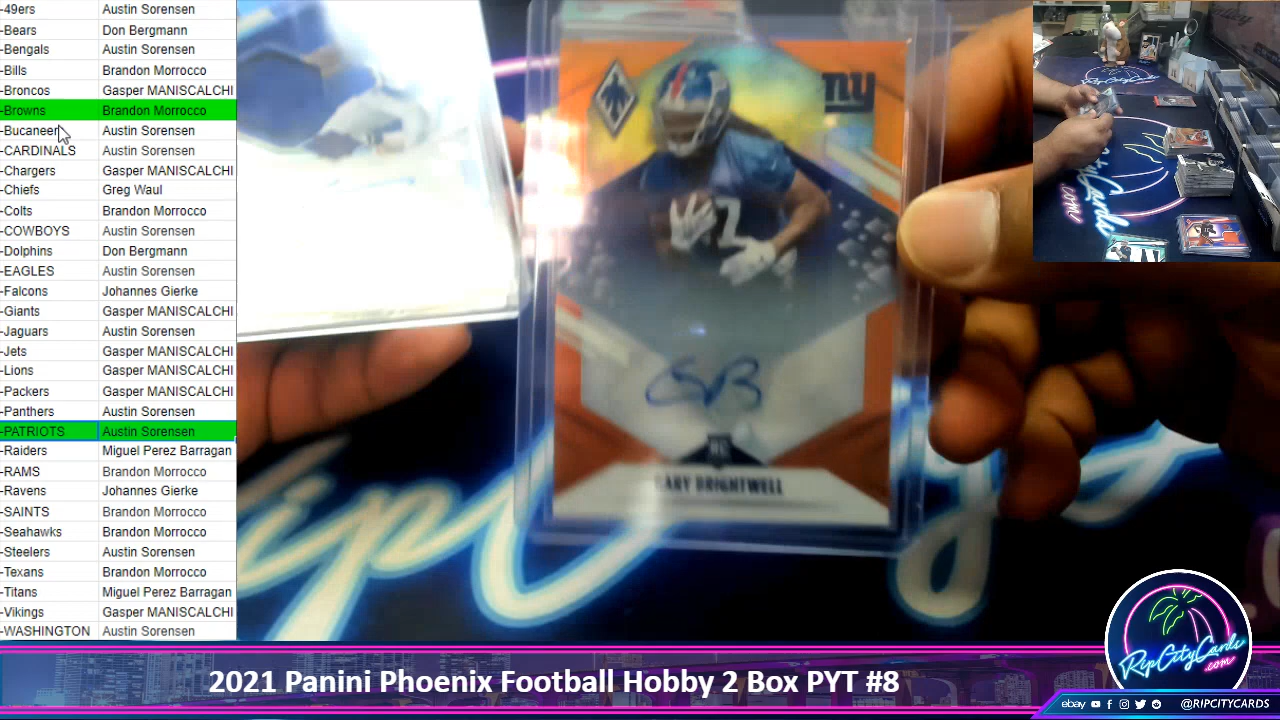 -49ers Austin Sorensen
-Bears Don Bergmann
-Bengals Austin Sorensen
-Bills Brandon Morrocco
-Broncos Gasper MANISCALCHI
-Browns Brandon Morrocco
-Bucaneer Austin Sorensen
-CARDINALS Austin Sorensen
-Chargers Gasper MANISCALCHI
-Chiefs Greg Waul
-Colts Brandon Morrocco
-COWBOYS Austin Sorensen
-Dolphins Don Bergmann
-EAGLES Austin Sorensen
-Falcons Johannes Gierke
-Giants Gasper MANISCALCHI
-Jaguars Austin Sorensen
-Jets Gasper MANISCALCHI
-Lions Gasper MANISCALCHI
-Packers Gasper MANISCALCHI
-Panthers Austin Sorensen
-PATRIOTS Austin Sorensen
-Raiders Miguel Perez Barragan
-RAMS Brandon Morrocco
-Ravens Johannes Gierke
-SAINTS Brandon Morrocco
-Seahawks Brandon Morrocco
-Steelers Austin Sorensen
-Texans Brandon Morrocco
-Titans Miguel Perez Barragan
-Vikings Gasper MANISCALCHI
-WASHINGTON Austin Sorensen
NU
GB
RC
GARY BRIGHTWELL
RipCityCards
.com
2021 Panini Phoenix Football Hobby 2 Box PYT #8
ebay @RIPCITYCARDS